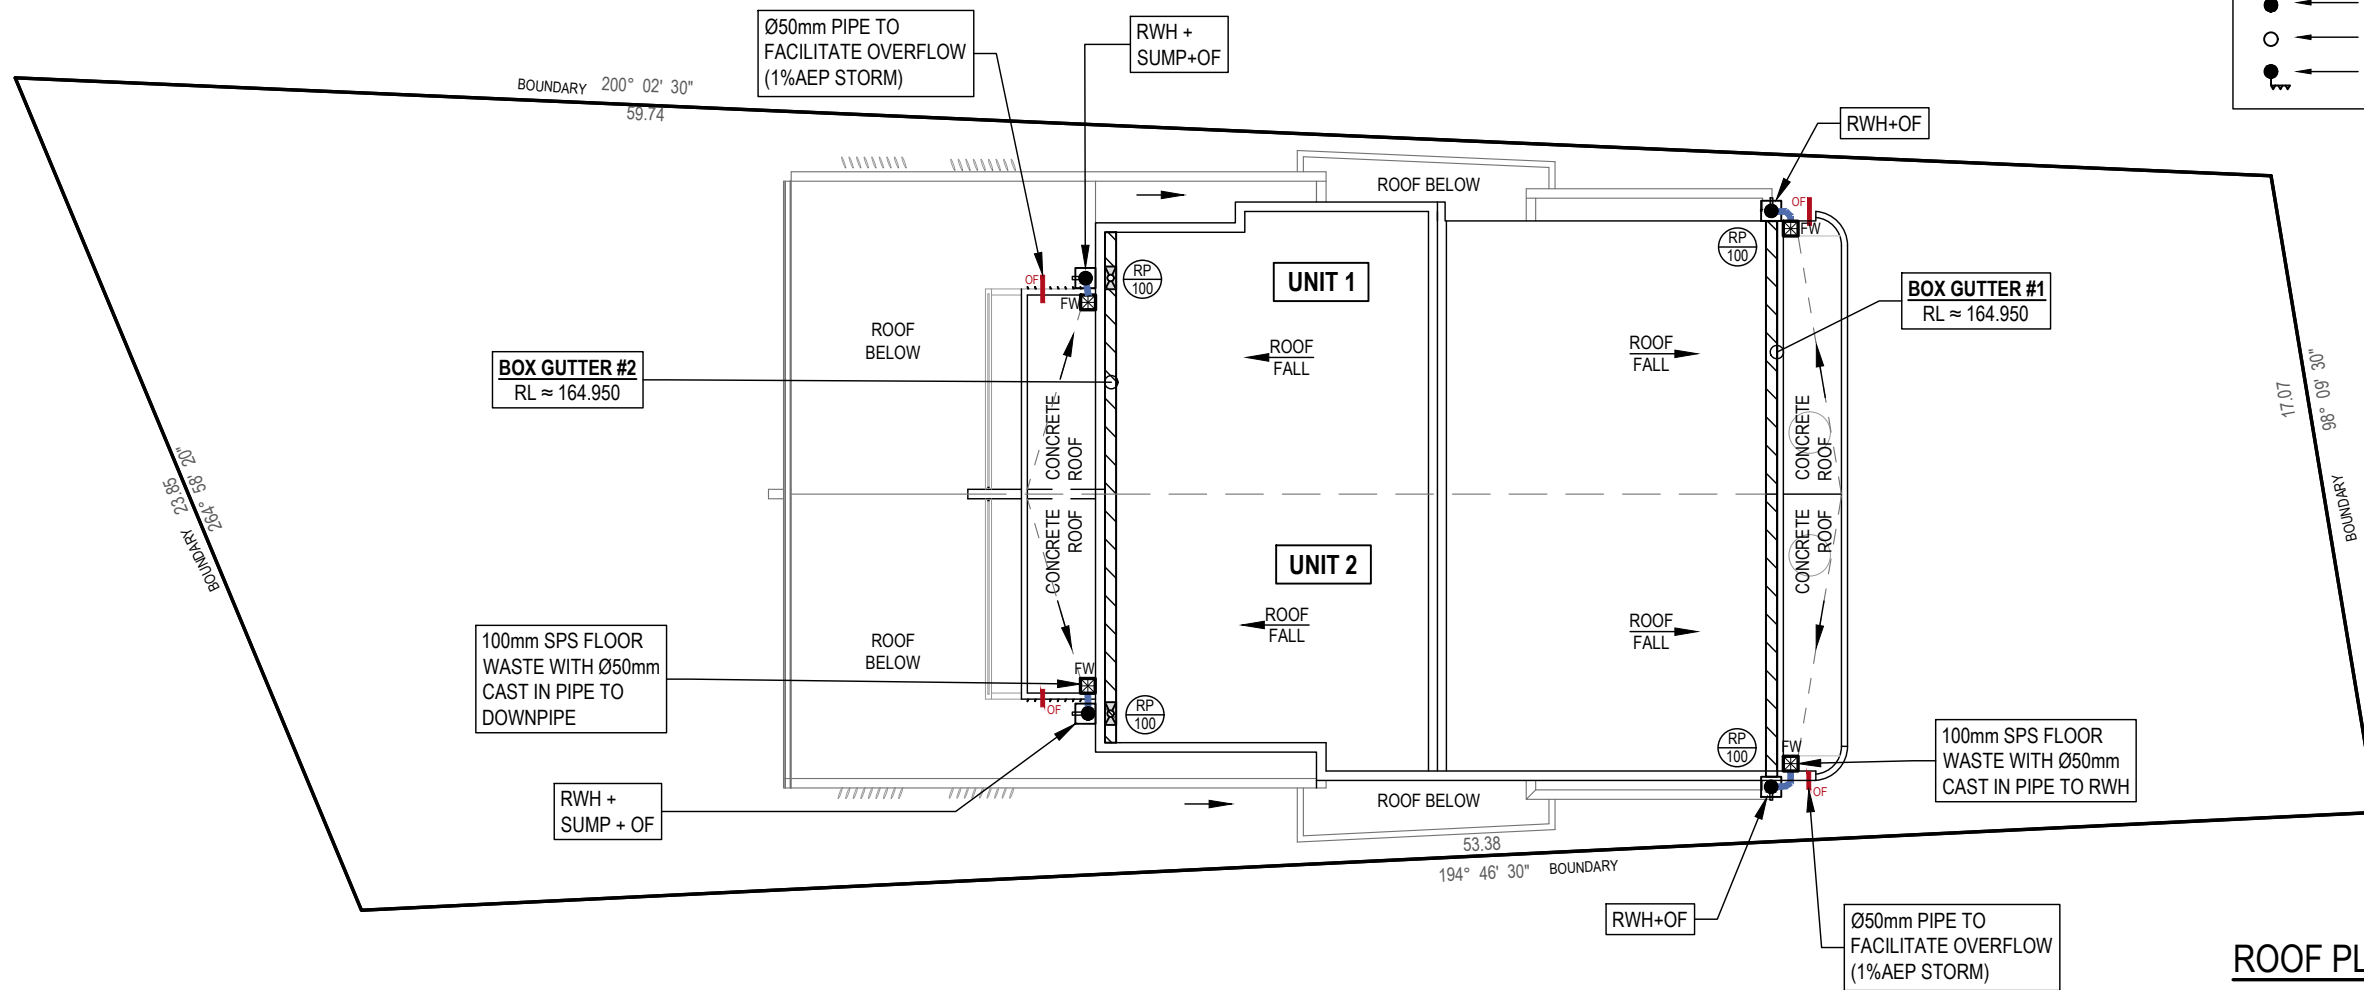 Ø50mm PIPE TO
FACILITATE OVERFLOW
(1%AEP STORM)
RWH +
SUMP+OF
BOUNDARY 200° 02' 30"
59.74
RWH+OF
ROOF BELOW
OF
FW
RP
100
OF
FW
RP
100
UNIT 1
BOX GUTTER #1
RL ≈ 164.950
ROOF
BELOW
ROOF
FALL
ROOF
FALL
BOX GUTTER #2
RL ≈ 164.950
CONCRETE
ROOF
CONCRETE
ROOF
17.07
98° 09' 30"
BOUNDARY
BOUNDARY 23.85
264° 58' 20"
CONCRETE
ROOF
CONCRETE
ROOF
UNIT 2
ROOF
FALL
ROOF
FALL
ROOF
BELOW
100mm SPS FLOOR
WASTE WITH Ø50mm
CAST IN PIPE TO
DOWNPIPE
FW
OF
RP
100
RP
100
FW
OF
100mm SPS FLOOR
WASTE WITH Ø50mm
CAST IN PIPE TO RWH
RWH +
SUMP + OF
ROOF BELOW
53.38
194° 46' 30" BOUNDARY
RWH+OF
Ø50mm PIPE TO
FACILITATE OVERFLOW
(1%AEP STORM)
ROOF PL